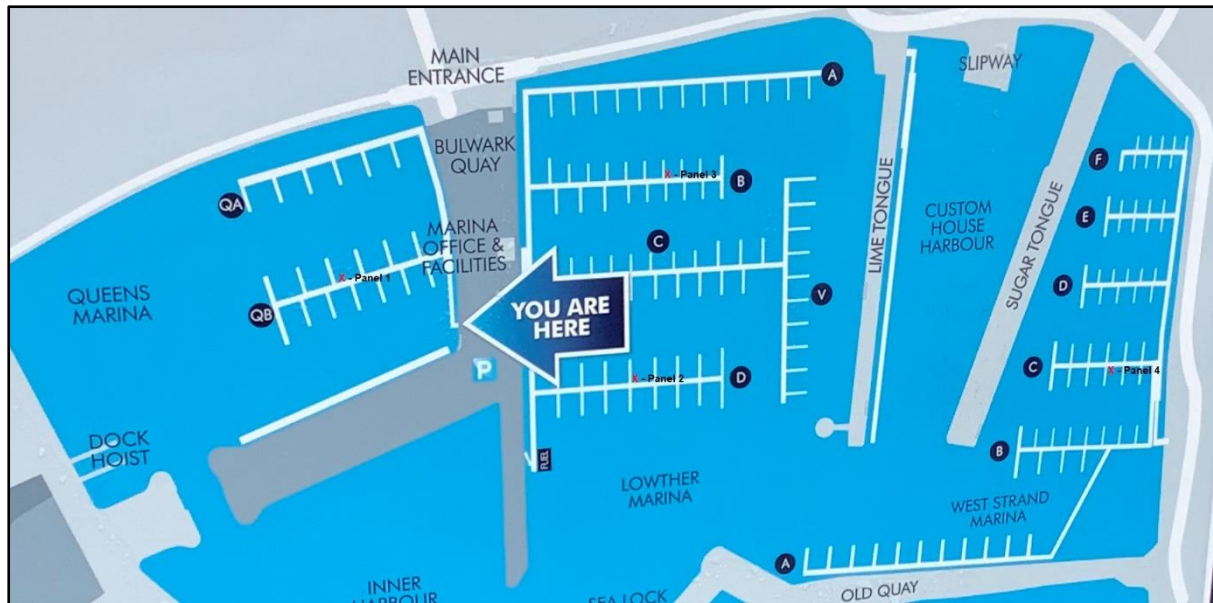 MAIN
ENTRANCE
SLIPWAY
A
BULWARK
QUAY
X - Panel 3
B
F
QA
MARINA
OFFICE &
FACILITIES
C
LIME TONGUE
CUSTOM
HOUSE
HARBOUR
SUGAR TONGUE
E
X - Panel 1
QUEENS
MARINA
QB
YOU ARE
HERE
V
D
P
X - Panel 2
D
C
X - Panel 4
DOCK
HOIST
FUEL
B
LOWTHER
MARINA
WEST STRAND
MARINA
A
INNER
HARBOUR
SEA LOCK
OLD QUAY